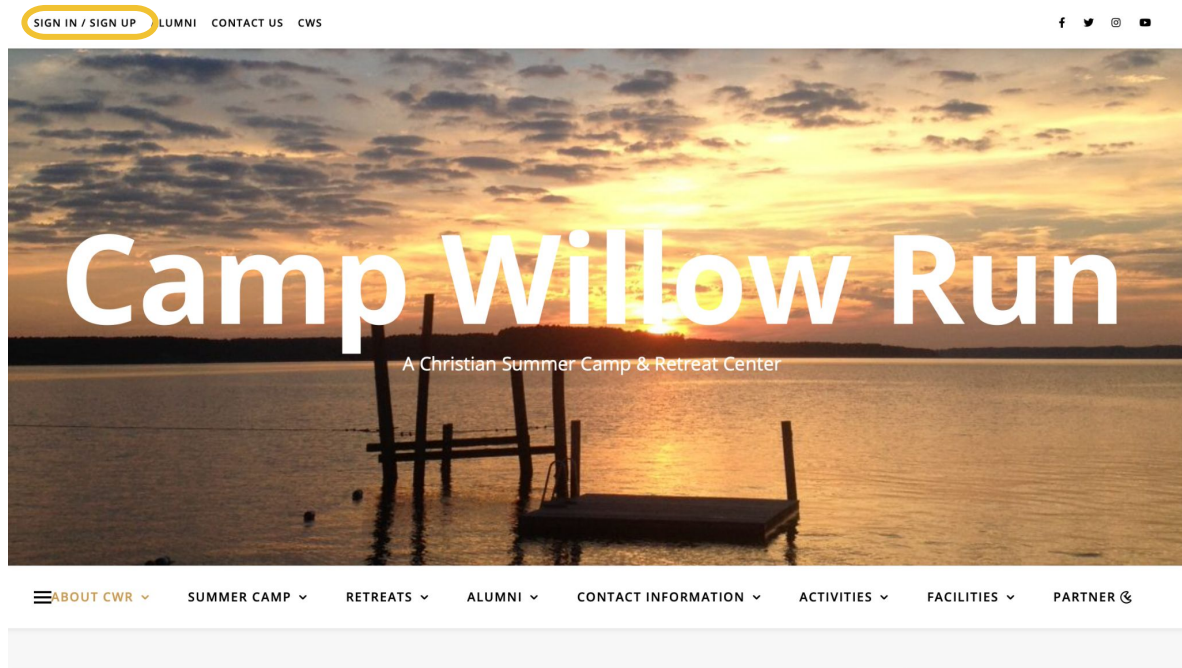 SIGN IN / SIGN UP LUMNI CONTACT US CWS
Camp Willow Run
A Christian Summer Camp & Retreat Center
ABOUT CWR SUMMER CAMP RETREATS ALUMNI CONTACT INFORMATION ACTIVITIES FACILITIES PARTNER